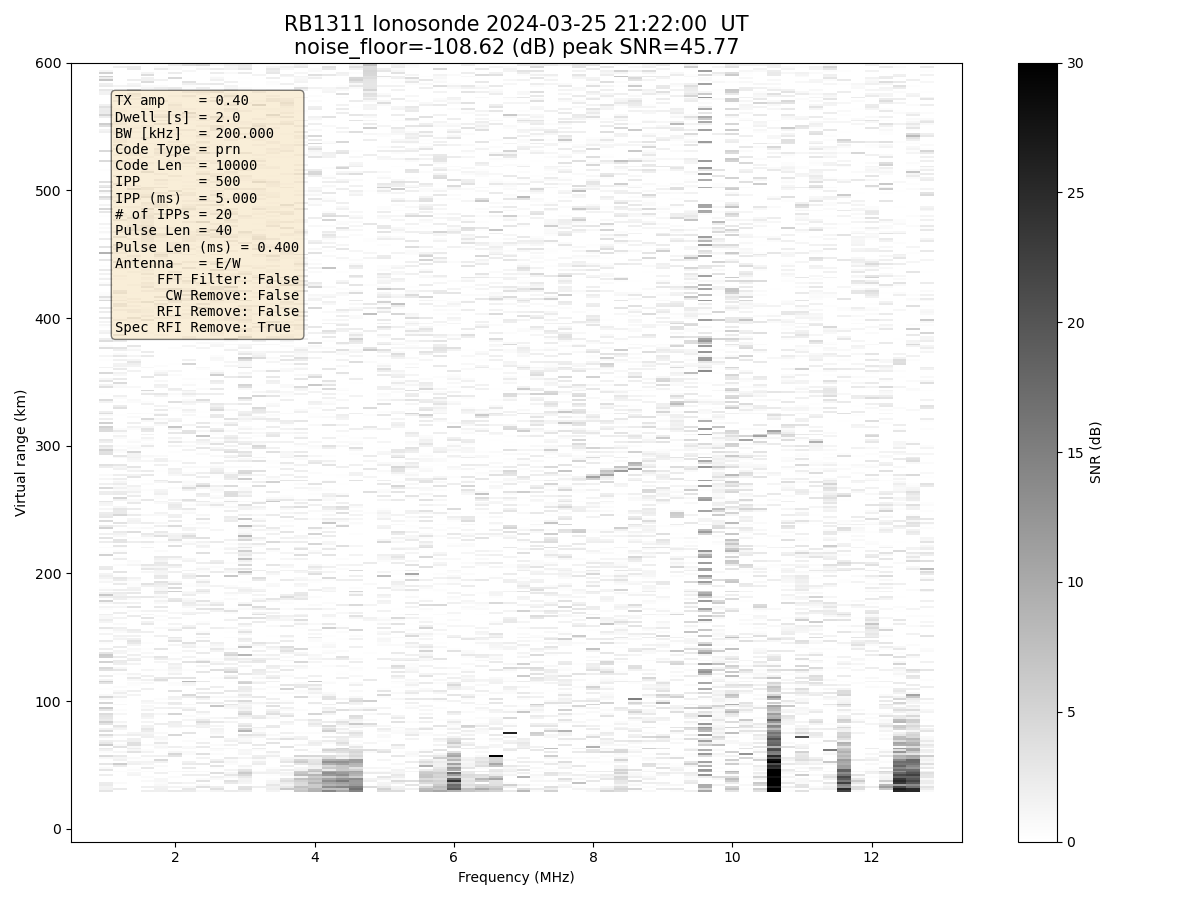 RB1311 Ionosonde 2024-03-25 21:22:00  UT
noise_floor=-108.62 (dB) peak SNR=45.77
TX amp    = 0.40
Dwell [s] = 2.0
BW [kHz]  = 200.000
Code Type = prn
Code Len  = 10000
IPP       = 500
IPP (ms)  = 5.000
# of IPPs = 20
Pulse Len = 40
Pulse Len (ms) = 0.400
Antenna   = E/W
FFT Filter: False
CW Remove: False
RFI Remove: False
Spec RFI Remove: True
Virtual range (km)
600
500
400
300
200
100
0
2 4 6 8 10 12
Frequency (MHz)
30
25
20
15
10
5
0
SNR (dB)